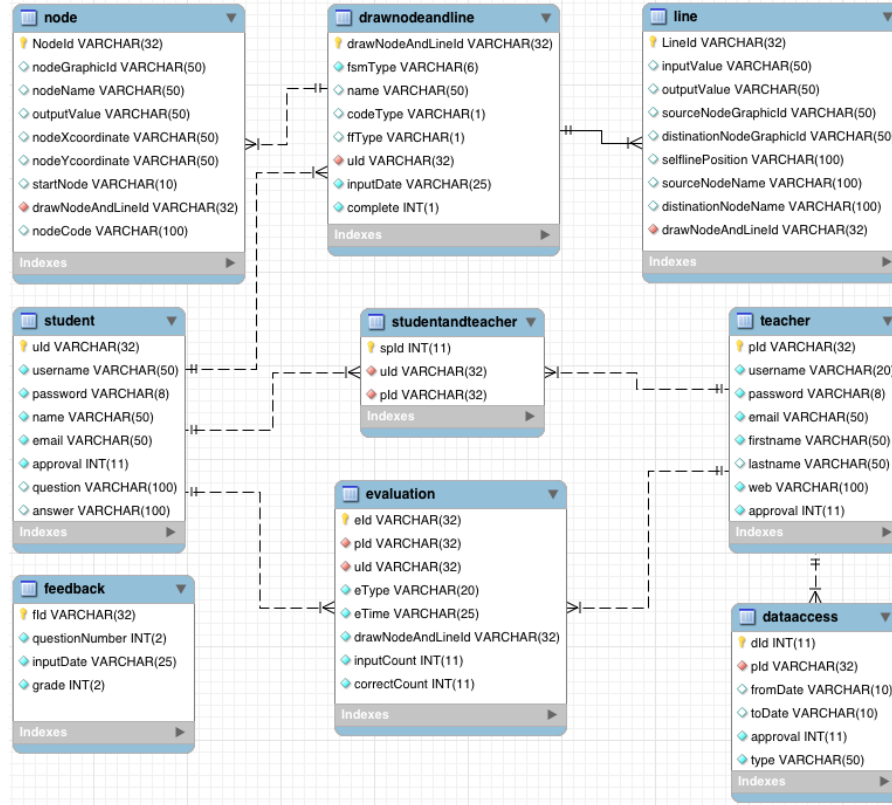 node
NodeId VARCHAR(32)
nodeGraphicId VARCHAR(50)
nodeName VARCHAR(50)
outputValue VARCHAR(50)
nodeXcoordinate VARCHAR(50)
nodeYcoordinate VARCHAR(50)
startNode VARCHAR(10)
drawNodeAndLineId VARCHAR(32)
nodeCode VARCHAR(100)
Indexes
drawnodeandline
drawNodeAndLineId VARCHAR(32)
fsmType VARCHAR(6)
name VARCHAR(50)
codeType VARCHAR(1)
ffType VARCHAR(1)
uId VARCHAR(32)
inputDate VARCHAR(25)
complete INT(1)
Indexes
line
LineId VARCHAR(32)
inputValue VARCHAR(50)
outputValue VARCHAR(50)
sourceNodeGraphicId VARCHAR(50)
distinationNodeGraphicId VARCHAR(50
selflinePosition VARCHAR(100)
sourceNodeName VARCHAR(100)
distinationNodeName VARCHAR(100)
drawNodeAndLineId VARCHAR(32)
Indexes
student
uId VARCHAR(32)
username VARCHAR(50)
password VARCHAR(8)
name VARCHAR(50)
email VARCHAR(50)
approval INT(11)
question VARCHAR(100)
answer VARCHAR(100)
Indexes
studentandteacher
spId INT(11)
uId VARCHAR(32)
pId VARCHAR(32)
Indexes
teacher
pId VARCHAR(32)
username VARCHAR(20)
password VARCHAR(8)
email VARCHAR(50)
firstname VARCHAR(50)
lastname VARCHAR(50)
web VARCHAR(100)
approval INT(11)
Indexes
evaluation
eId VARCHAR(32)
pId VARCHAR(32)
uId VARCHAR(32)
eType VARCHAR(20)
eTime VARCHAR(25)
drawNodeAndLineId VARCHAR(32)
inputCount INT(11)
correctCount INT(11)
Indexes
feedback
fId VARCHAR(32)
questionNumber INT(2)
inputDate VARCHAR(25)
grade INT(2)
Indexes
dataaccess
dId INT(11)
pId VARCHAR(32)
fromDate VARCHAR(10)
toDate VARCHAR(10)
approval INT(11)
type VARCHAR(50)
Indexes